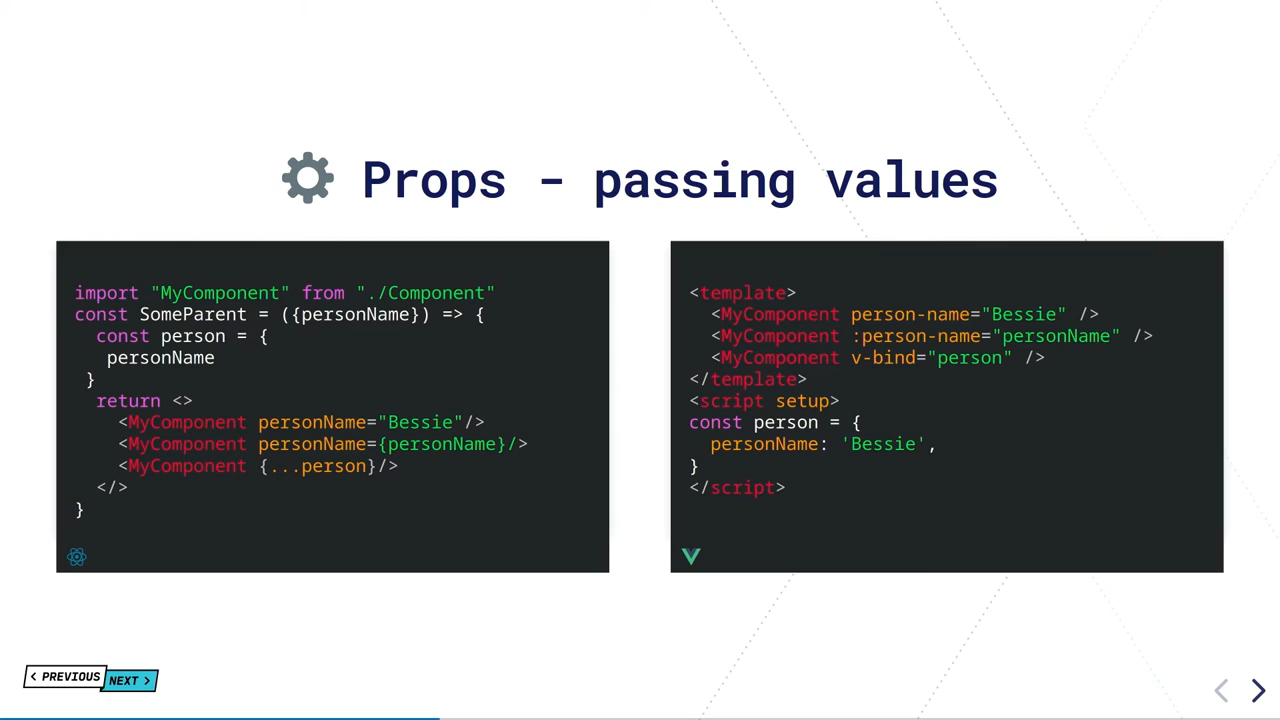 Props - passing values
import "MyComponent" from "./Component"
const SomeParent = ({personName}) => {
  const person = {
   personName
 }
  return <>
    <MyComponent personName="Bessie"/>
    <MyComponent personName={personName}/>
    <MyComponent {...person}/>
  </>
}
<template>
  <MyComponent person-name="Bessie" />
  <MyComponent :person-name="personName" />
  <MyComponent v-bind="person" />
</template>
<script setup>
const person = {
  personName: 'Bessie',
}
</script>
< PREVIOUS
NEXT >